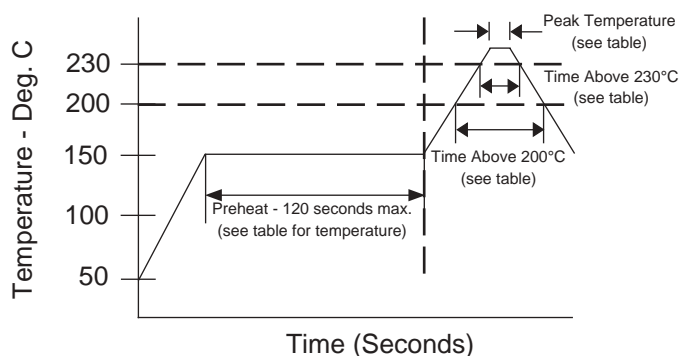 Peak Temperature
(see table)
Time Above 230°C
(see table)
Time Above 200°C
(see table)
Preheat - 120 seconds max.
(see table for temperature)
Temperature - Deg. C
230
200
150
100
50
Time (Seconds)